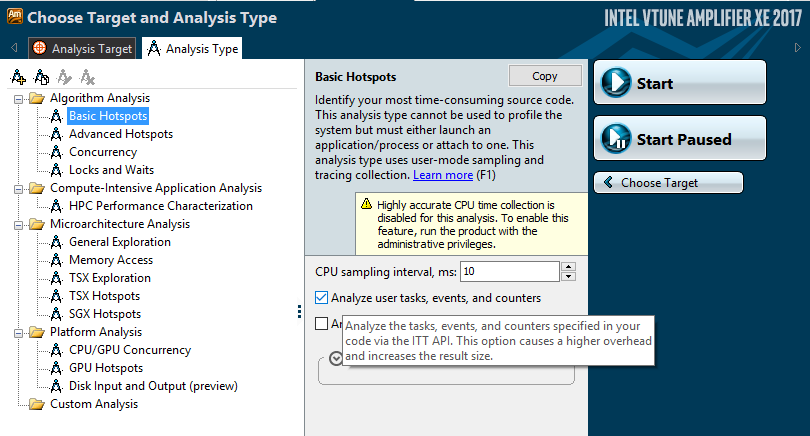 Choose Target and Analysis Type
INTEL VTUNE AMPLIFIER XE 2017
Analysis Target
Analysis Type
Algorithm Analysis
Basic Hotspots
Advanced Hotspots
Concurrency
Locks and Waits
Compute-Intensive Application Analysis
HPC Performance Characterization
Microarchitecture Analysis
General Exploration
Memory Access
TSX Exploration
TSX Hotspots
SGX Hotspots
Platform Analysis
CPU/GPU Concurrency
GPU Hotspots
Disk Input and Output (preview)
Custom Analysis
Basic Hotspots
Copy
Identify your most time-consuming source code.
This analysis type cannot be used to profile the
system but must either launch an
application/process or attach to one. This
analysis type uses user-mode sampling and
tracing collection. Learn more (F1)
Highly accurate CPU time collection is
disabled for this analysis. To enable this
feature, run the product with the
administrative privileges.
CPU sampling interval, ms: 10
Analyze user tasks, events, and counters
Analyze the tasks, events, and counters specified in your
code via the ITT API. This option causes a higher overhead
and increases the result size.
Start
Start Paused
Choose Target